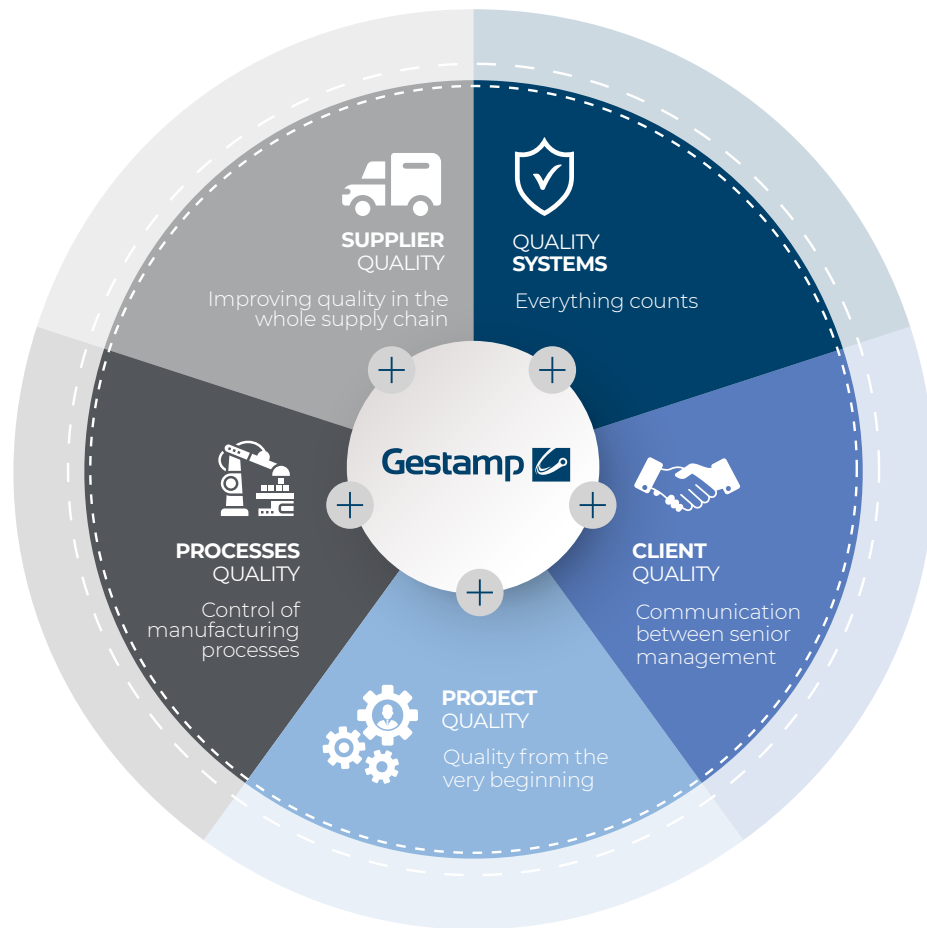 SUPPLIER
QUALITY
Improving quality in the
whole supply chain
QUALITY
SYSTEMS
Everything counts
Gestamp
PROCESSES
QUALITY
Control of
manufacturing
processes
CLIENT
QUALITY
Communication
between senior
management
PROJECT
QUALITY
Quality from the
very beginning